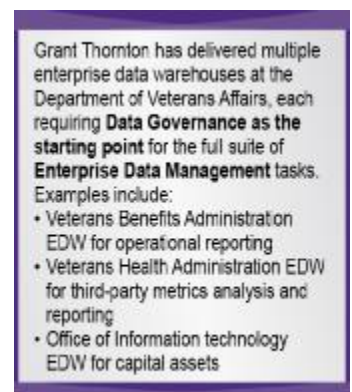 Grant Thornton has delivered multiple
enterprise data warehouses at the
Department of Veterans Affairs, each
requiring Data Governance as the
starting point for the full suite of
Enterprise Data Management tasks.
Examples include:
• Veterans Benefits Administration
EDW for operational reporting
• Veterans Health Administration EDW
for third-party metrics analysis and
reporting
• Office of Information technology
EDW for capital assets